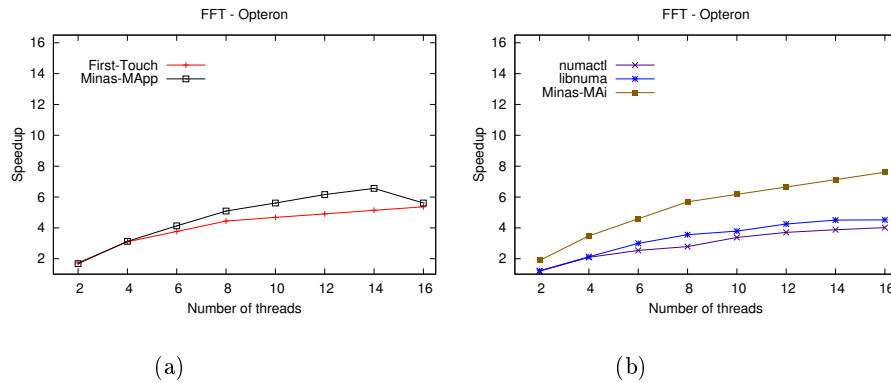 FFT - Opteron
16
14
12
10
8
6
4
2
Speedup
First-Touch
Minas-MApp
2 4 6 8 10 12 14 16
Number of threads
(a)
FFT - Opteron
16
14
12
10
8
6
4
2
Speedup
numactl
libnuma
Minas-MAi
2 4 6 8 10 12 14 16
Number of threads
(b)